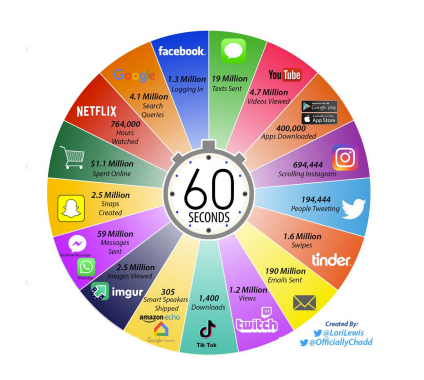 facebook
1.3 Million
Logging In
19 Million
Texts Sent
YouTube
4.7 Million
Videos Viewed
Google play
App Store
400,000
Apps Downloaded
694,444
Scrolling Instagram
194,444
People Tweeting
1.6 Million
Swipes
tinder
190 Million
Emails Sent
1.2 Million
Views
twitch
1,400
Downloads
Tik Tok
305
Smart Speakers
Shipped
amazon echo
Google Home
2.5 Million
Images Viewed
imgur
59 Million
Messages
Sent
2.5 Million
Snaps
Created
$1.1 Million
Spent Online
NETFLIX
764,000
Hours
Watched
Google
4.1 Million
Search
Queries
60
SECONDS
Created By:
@LoriLewis
@OfficiallyChadd